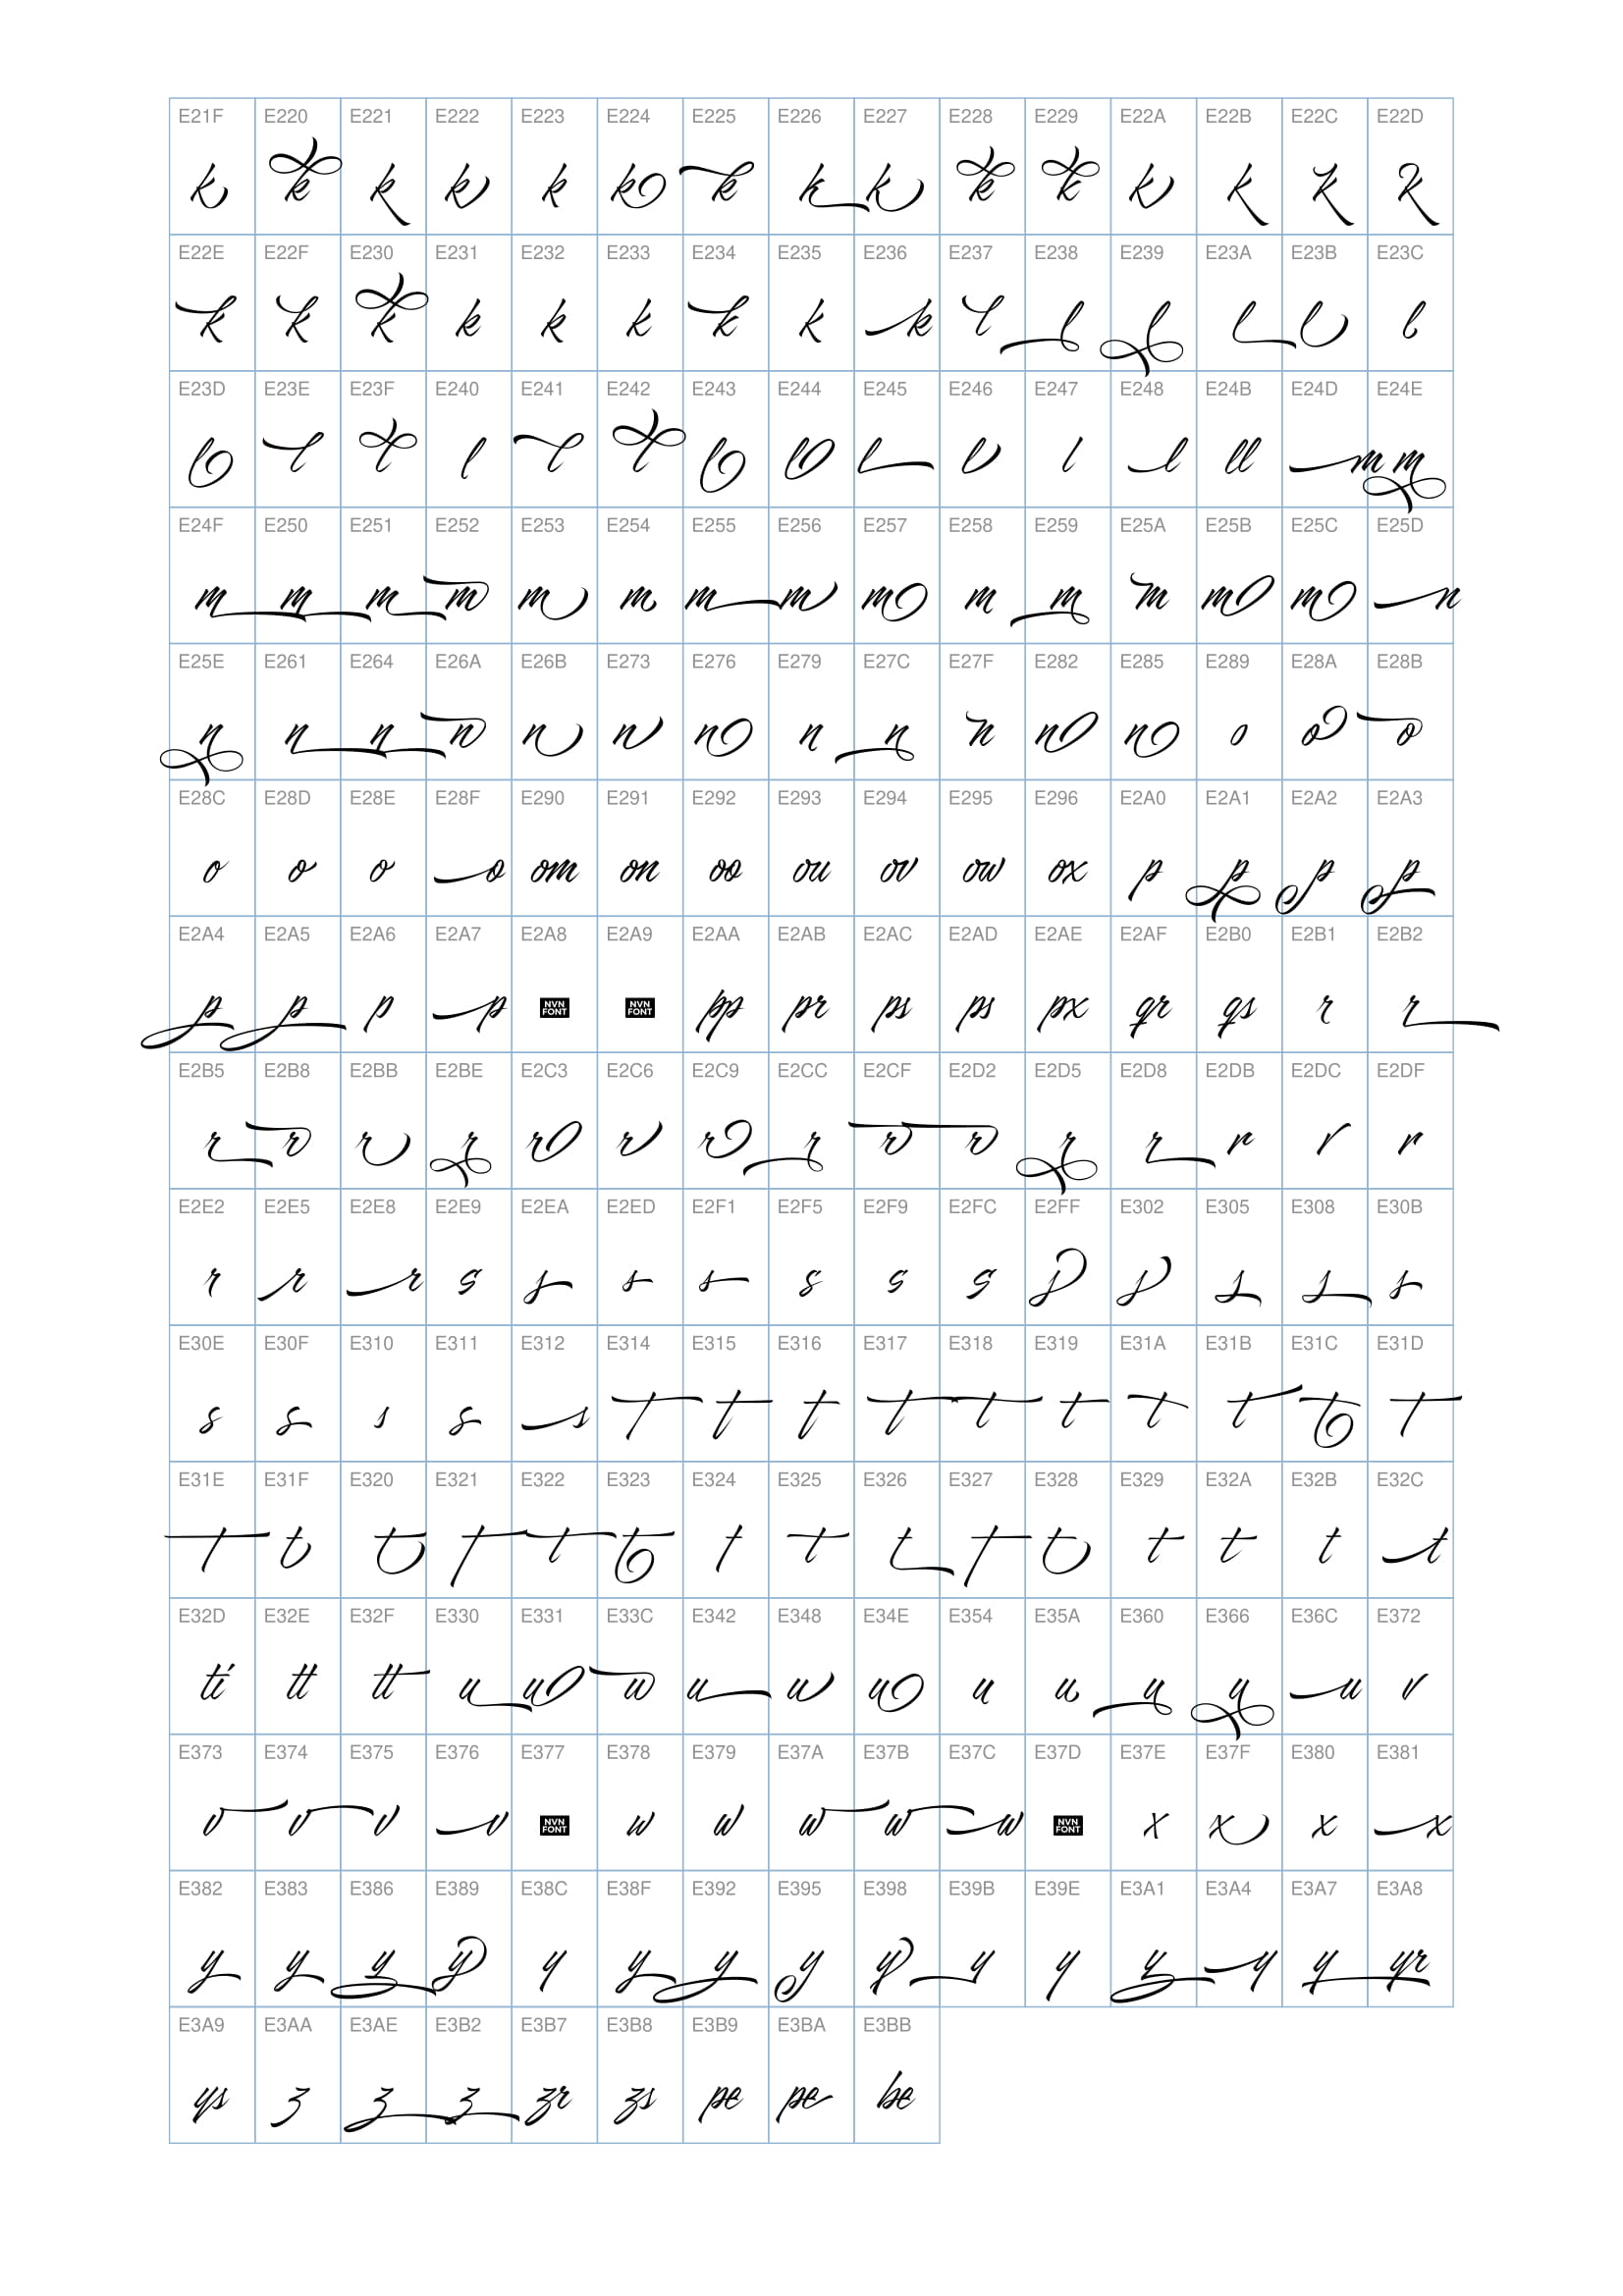 E21F E220 E221 E222 E223 E224 E225 E226 E227 E228 E229 E22A E22B E22C E22D
k k k k k k k k k k k k k k k
E22E E22F E230 E231 E232 E233 E234 E235 E236 E237 E238 E239 E23A E23B E23C
k k k k k k k k k l l l l l l
E23D E23E E23F E240 E241 E242 E243 E244 E245 E246 E247 E248 E24B E24D E24E
l l l l l l l l l l l l ll m m
E24F E250 E251 E252 E253 E254 E255 E256 E257 E258 E259 E25A E25B E25C E25D
m m m m m m m m m m m m m m n
E25E E261 E264 E26A E26B E273 E276 E279 E27C E27F E282 E285 E289 E28A E28B
n n n n n n n n n n n n o o o
E28C E28D E28E E28F E290 E291 E292 E293 E294 E295 E296 E2A0 E2A1 E2A2 E2A3
o o o o om on oo ou ov ow ox p p p p
E2A4 E2A5 E2A6 E2A7 E2A8 E2A9 E2AA E2AB E2AC E2AD E2AE E2AF E2B0 E2B1 E2B2
p p p p NVN FONT NVN FONT pp pr ps ps px qr qs r r
E2B5 E2B8 E2BB E2BE E2C3 E2C6 E2C9 E2CC E2CF E2D2 E2D5 E2D8 E2DB E2DC E2DF
r r r r r r r r r r r r r r r
E2E2 E2E5 E2E8 E2E9 E2EA E2ED E2F1 E2F5 E2F9 E2FC E2FF E302 E305 E308 E30B
r r r s s s s s s s s s s s s
E30E E30F E310 E311 E312 E314 E315 E316 E317 E318 E319 E31A E31B E31C E31D
s s s s s t t t t t t t t t t
E31E E31F E320 E321 E322 E323 E324 E325 E326 E327 E328 E329 E32A E32B E32C
t t t t t t t t t t t t t t t
E32D E32E E32F E330 E331 E33C E342 E348 E34E E354 E35A E360 E366 E36C E372
ti tt tt u u u u u u u u u u u v
E373 E374 E375 E376 E377 E378 E379 E37A E37B E37C E37D E37E E37F E380 E381
v v v v NVN FONT w w w w w NVN FONT x x x x
E382 E383 E386 E389 E38C E38F E392 E395 E398 E39B E39E E3A1 E3A4 E3A7 E3A8
y y y y y y y y y y y y y y yr
E3A9 E3AA E3AE E3B2 E3B7 E3B8 E3B9 E3BA E3BB
ys z z z zr zs pe pe be